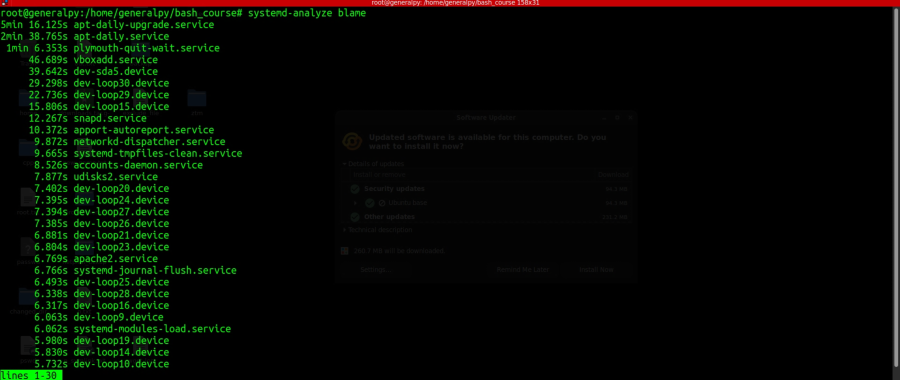 root@generalpy: /home/generalpy/bash_course 158x31
root@generalpy:/home/generalpy/bash_course# systemd-analyze blame
5min 16.125s apt-daily-upgrade.service
2min 38.765s apt-daily.service
1min 6.353s plymouth-quit-wait.service
46.689s vboxadd.service
39.642s dev-sda5.device
29.298s dev-loop30.device
22.736s dev-loop29.device
15.806s dev-loop15.device
12.267s snapd.service
10.372s apport-autoreport.service
9.872s networkd-dispatcher.service
9.665s systemd-tmpfiles-clean.service
8.526s accounts-daemon.service
7.877s udisks2.service
7.402s dev-loop20.device
7.395s dev-loop24.device
7.394s dev-loop27.device
7.385s dev-loop26.device
6.881s dev-loop21.device
6.804s dev-loop23.device
6.769s apache2.service
6.766s systemd-journal-flush.service
6.493s dev-loop25.device
6.338s dev-loop28.device
6.317s dev-loop16.device
6.063s dev-loop9.device
6.062s systemd-modules-load.service
5.980s dev-loop19.device
5.830s dev-loop14.device
5.732s dev-loop10.device
lines 1-30
Software Updater
Updated software is available for this computer. Do you
want to install it now?
Details of updates
Security updates
Ubuntu base
Other updates
Technical description
will be downloaded.
Settings...
Remind Me Later
Install Now